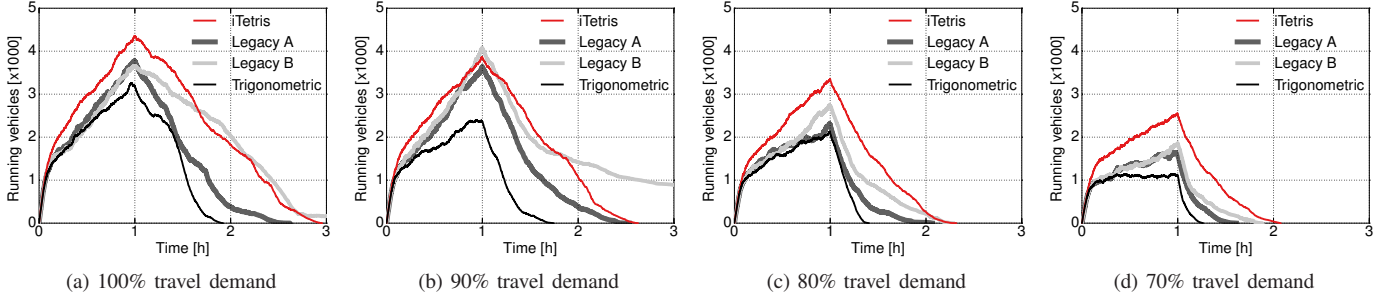 5
4
3
2
1
0
Running vehicles [x1000]
iTetris
Legacy A
Legacy B
Trigonometric
0 1 2 3
Time [h]
(a) 100% travel demand
5
4
3
2
1
0
Running vehicles [x1000]
iTetris
Legacy A
Legacy B
Trigonometric
0 1 2 3
Time [h]
(b) 90% travel demand
5
4
3
2
1
0
Running vehicles [x1000]
iTetris
Legacy A
Legacy B
Trigonometric
0 1 2 3
Time [h]
(c) 80% travel demand
5
4
3
2
1
0
Running vehicles [x1000]
iTetris
Legacy A
Legacy B
Trigonometric
0 1 2 3
Time [h]
(d) 70% travel demand